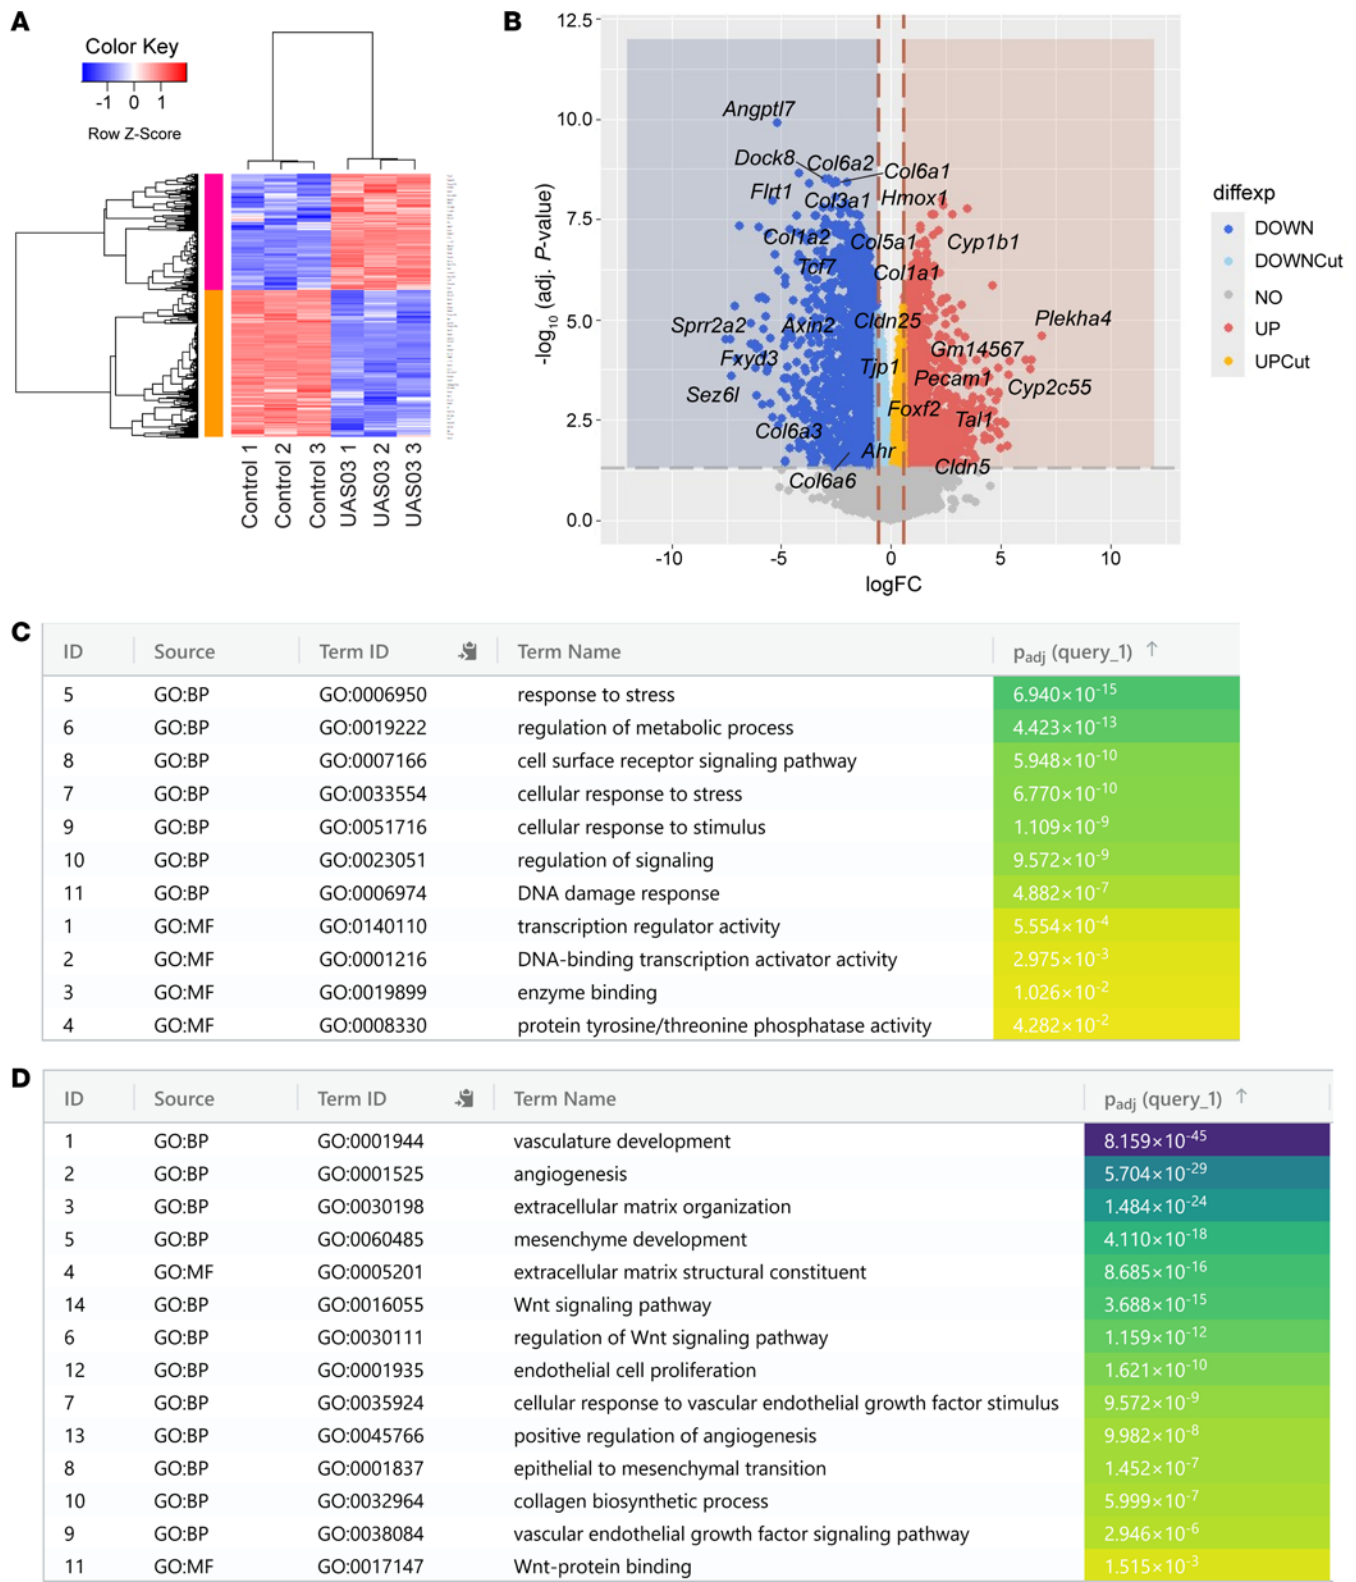 A
Color Key
-1 0 1
Row Z-Score
Control 1
Control 2
Control 3
UAS03 1
UAS03 2
UAS03 3
B
12.5
10.0
7.5
5.0
2.5
0.0
-log10 (adj. P-value)
-10 -5 0 5 10
logFC
Angptl7
Dock8 Col6a2 Col6a1
Flrt1 Col3a1 Hmox1
Col1a2 Col5a1 Cyp1b1
Tcf7 Col1a1
Sprr2a2 Axin2 Cldn25 Plekha4
Fxyd3 Tjp1 Gm14567
Sez6l Pecam1 Cyp2c55
Foxf2 Tal1
Col6a3 Ahr Cldn5
Col6a6
diffexp
DOWN
DOWNCut
NO
UP
UPCut
C
ID Source Term ID Term Name padj (query_1) ↑
5 GO:BP GO:0006950 response to stress 6.940×10-15
6 GO:BP GO:0019222 regulation of metabolic process 4.423×10-13
8 GO:BP GO:0007166 cell surface receptor signaling pathway 5.948×10-10
7 GO:BP GO:0033554 cellular response to stress 6.770×10-10
9 GO:BP GO:0051716 cellular response to stimulus 1.109×10-9
10 GO:BP GO:0023051 regulation of signaling 9.572×10-9
11 GO:BP GO:0006974 DNA damage response 4.882×10-7
1 GO:MF GO:0140110 transcription regulator activity 5.554×10-4
2 GO:MF GO:0001216 DNA-binding transcription activator activity 2.975×10-3
3 GO:MF GO:0019899 enzyme binding 1.026×10-2
4 GO:MF GO:0008330 protein tyrosine/threonine phosphatase activity 4.282×10-2
D
ID Source Term ID Term Name padj (query_1) ↑
1 GO:BP GO:0001944 vasculature development 8.159×10-45
2 GO:BP GO:0001525 angiogenesis 5.704×10-29
3 GO:BP GO:0030198 extracellular matrix organization 1.484×10-24
5 GO:BP GO:0060485 mesenchyme development 4.110×10-18
4 GO:MF GO:0005201 extracellular matrix structural constituent 8.685×10-16
14 GO:BP GO:0016055 Wnt signaling pathway 3.688×10-15
6 GO:BP GO:0030111 regulation of Wnt signaling pathway 1.159×10-12
12 GO:BP GO:0001935 endothelial cell proliferation 1.621×10-10
7 GO:BP GO:0035924 cellular response to vascular endothelial growth factor stimulus 9.572×10-9
13 GO:BP GO:0045766 positive regulation of angiogenesis 9.982×10-8
8 GO:BP GO:0001837 epithelial to mesenchymal transition 1.452×10-7
10 GO:BP GO:0032964 collagen biosynthetic process 5.999×10-7
9 GO:BP GO:0038084 vascular endothelial growth factor signaling pathway 2.946×10-6
11 GO:MF GO:0017147 Wnt-protein binding 1.515×10-3